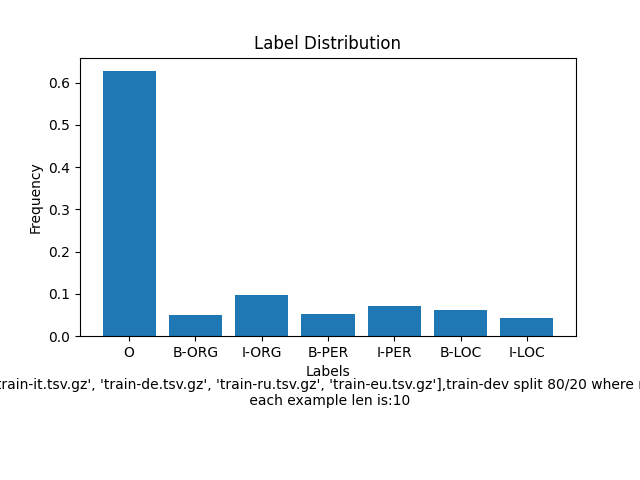 Label Distribution
0.6
0.5
0.4
0.3
0.2
0.1
0.0
Frequency
O B-ORG I-ORG B-PER I-PER B-LOC I-LOC
Labels
train-it.tsv.gz', 'train-de.tsv.gz', 'train-ru.tsv.gz', 'train-eu.tsv.gz'],train-dev split 80/20 where
each example len is:10